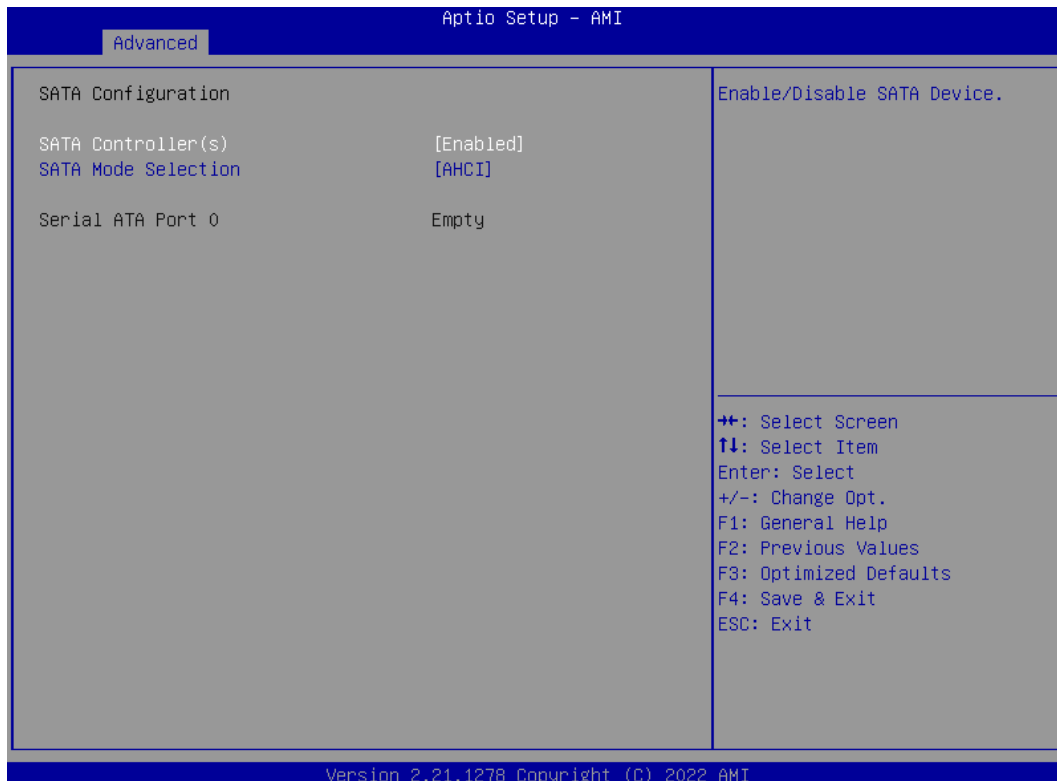 Aptio Setup – AMI
Advanced
SATA Configuration
SATA Controller(s) [Enabled]
SATA Mode Selection [AHCI]
Serial ATA Port 0 Empty
Enable/Disable SATA Device.
→←: Select Screen
↑↓: Select Item
Enter: Select
+/-: Change Opt.
F1: General Help
F2: Previous Values
F3: Optimized Defaults
F4: Save & Exit
ESC: Exit
Version 2.21.1278 Copyright (C) 2022 AMI